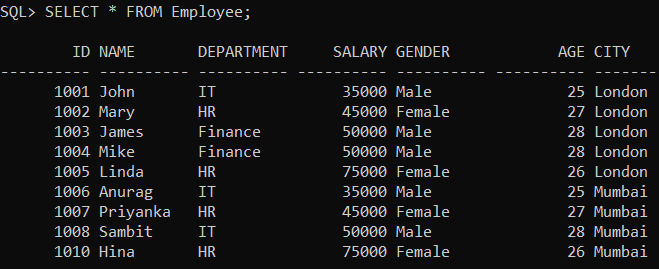 SQL> SELECT * FROM Employee;
ID NAME DEPARTMENT SALARY GENDER AGE CITY
---------- ---------- ---------- ---------- ---------- ---------- -------
1001 John IT 35000 Male 25 London
1002 Mary HR 45000 Female 27 London
1003 James Finance 50000 Male 28 London
1004 Mike Finance 50000 Male 28 London
1005 Linda HR 75000 Female 26 London
1006 Anurag IT 35000 Male 25 Mumbai
1007 Priyanka HR 45000 Female 27 Mumbai
1008 Sambit IT 50000 Male 28 Mumbai
1010 Hina HR 75000 Female 26 Mumbai